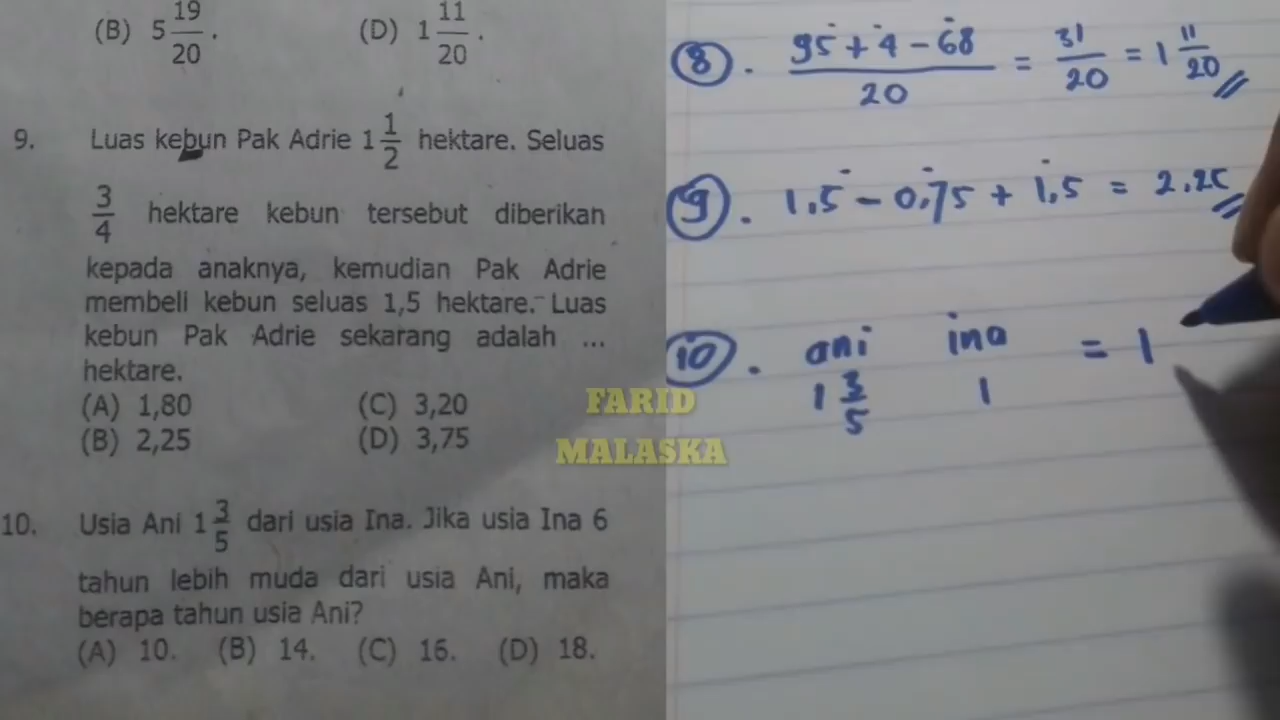 (B) 5 19/20 . (D) 1 11/20 .
9. Luas kebun Pak Adrie 1 1/2 hektare. Seluas
3/4 hektare kebun tersebut diberikan
kepada anaknya, kemudian Pak Adrie
membeli kebun seluas 1,5 hektare. Luas
kebun Pak Adrie sekarang adalah ...
hektare.
(A) 1,80 (C) 3,20
(B) 2,25 (D) 3,75
10. Usia Ani 1 3/5 dari usia Ina. Jika usia Ina 6
tahun lebih muda dari usia Ani, maka
berapa tahun usia Ani?
(A) 10. (B) 14. (C) 16. (D) 18.
8. 95 + 4 - 68 / 20 = 31/20 = 1 11/20
9. 1,5 - 0,75 + 1,5 = 2,25
10. ani ina = 1
1 3/5 1
FARID
MALASKA